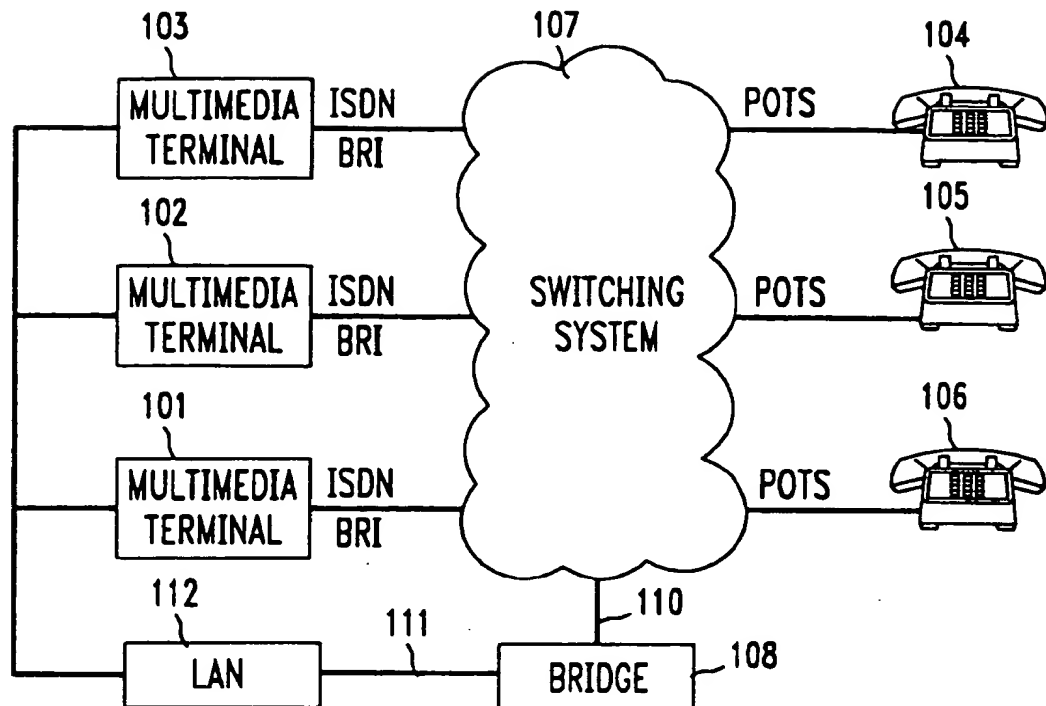 103
107
104
MULTIMEDIA
TERMINAL
ISDN
BRI
POTS
102
105
MULTIMEDIA
TERMINAL
ISDN
BRI
SWITCHING
SYSTEM
POTS
101
106
MULTIMEDIA
TERMINAL
ISDN
BRI
POTS
112
111
110
LAN
BRIDGE
108